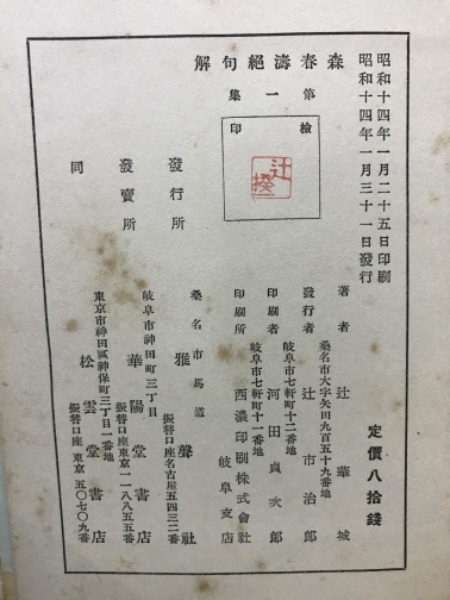 昭和十四年一月二十五日印刷
昭和十四年一月三十一日發行
定價八拾錢
森春濤絕句解
第一集
檢印
辻揆一
著者 辻華城
桑名市大字矢田九百五十九番地
發行者 辻市治郎
岐阜市七軒町十二番地
印刷者 河田貞次郎
岐阜市七軒町十一番地
印刷所 西濃印刷株式會社岐阜支店
發行所 桑名市馬道 雅聲社
振替口座名古屋五四三二番
發賣所 岐阜市神田町三丁目 華陽堂書店
振替口座東京一一八八五五番
同 東京市神田區神保町三丁目一番地 松雲堂書店
振替口座東京五〇七〇九番